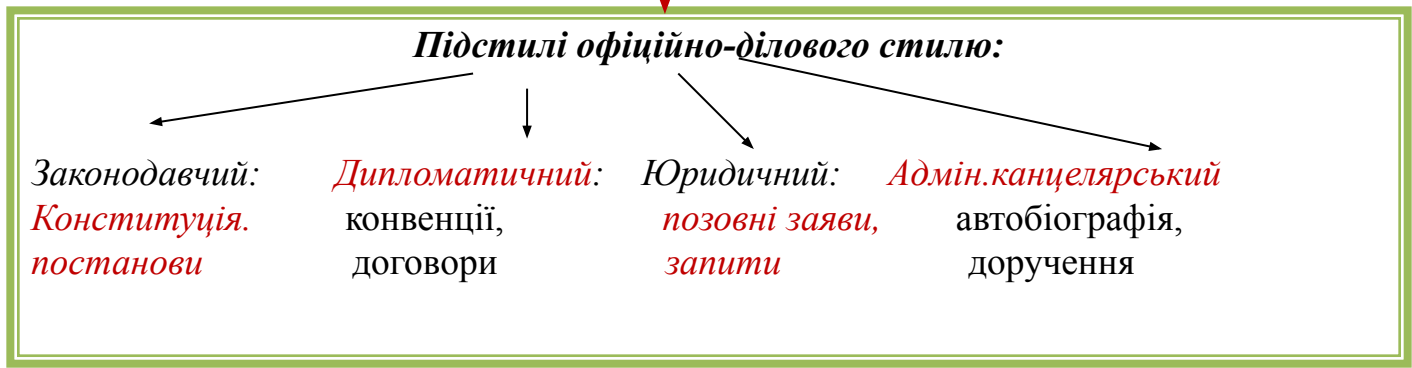 Підстилі офіційно-ділового стилю:
Законодавчий: Дипломатичний: Юридичний: Адмін.канцелярський
Конституція. конвенції, позовні заяви, автобіографія,
постанови договори запити доручення